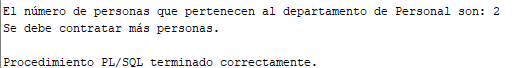 El número de personas que pertenecen al departamento de Personal son: 2
Se debe contratar más personas.
Procedimiento PL/SQL terminado correctamente.